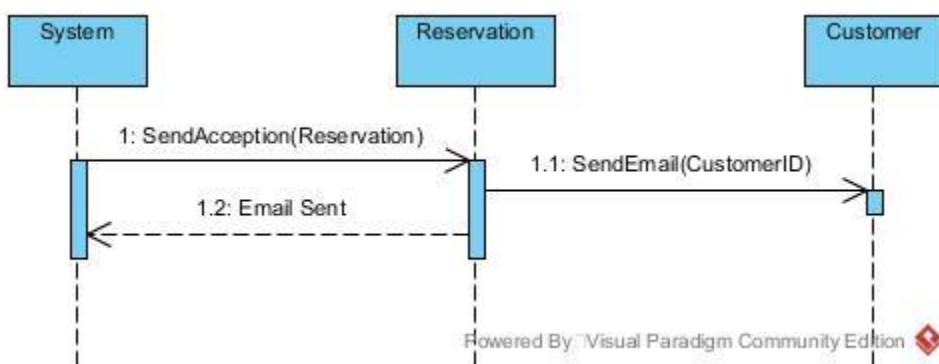 System
Reservation
Customer
1: SendAcception(Reservation)
1.1: SendEmail(CustomerID)
1.2: Email Sent
Powered By Visual Paradigm Community Edition